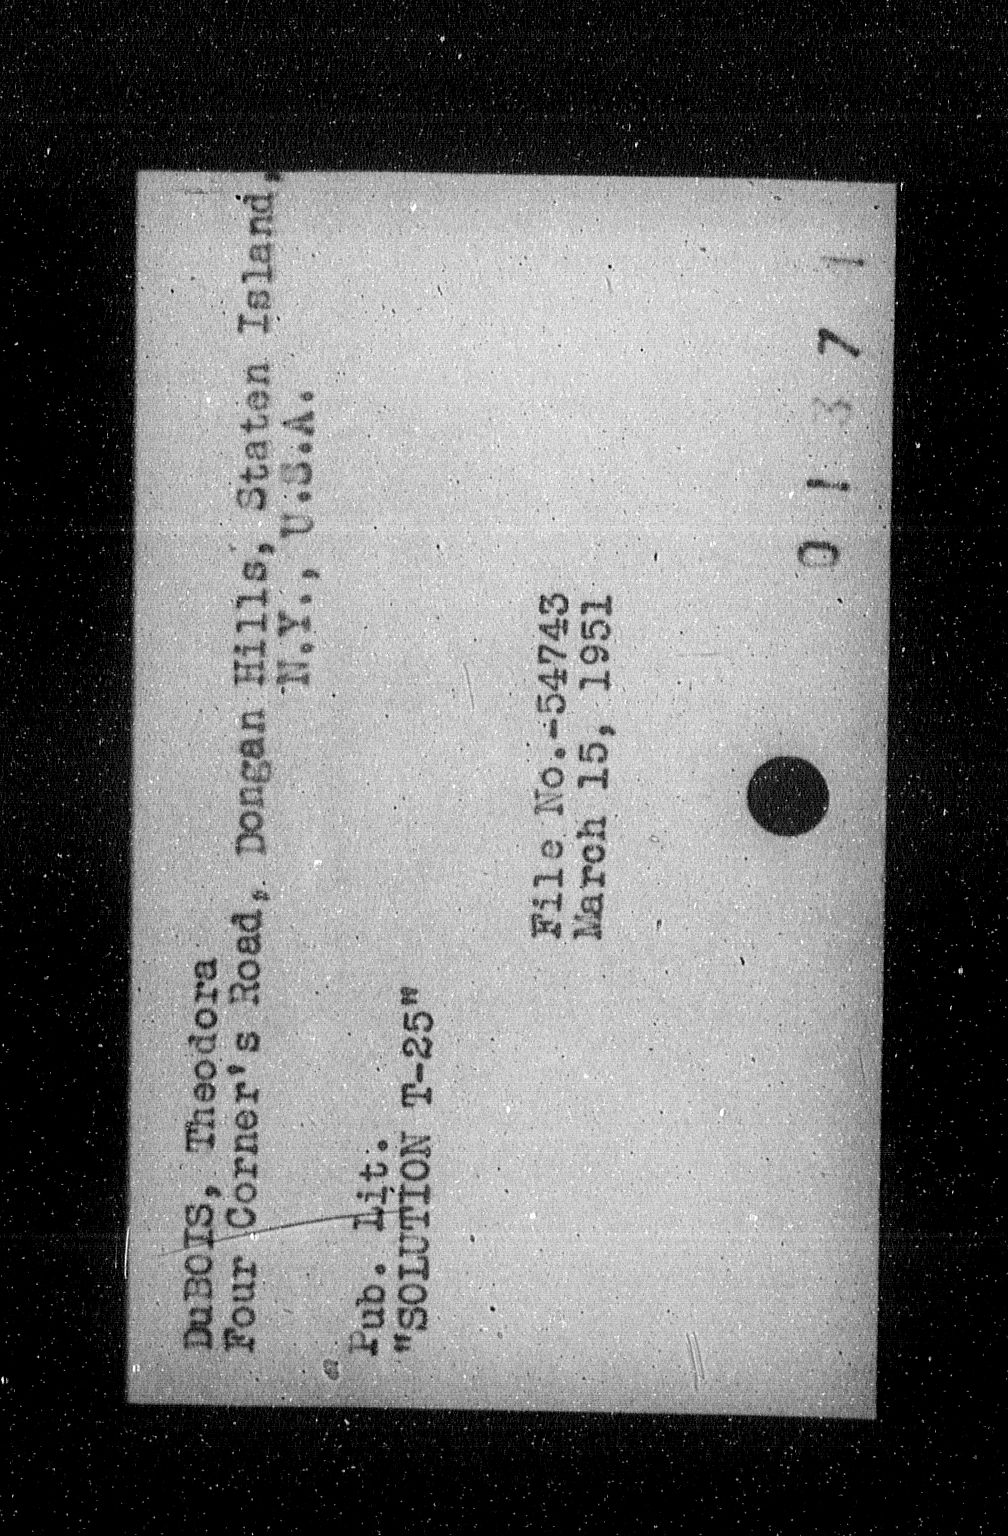 DuBOIS, Theodora
Four Corner's Road, Dongan Hills, Staten Island,
N.Y., U.S.A.
Pub. Lit.
"SOLUTION T-25"
File No.-54743
March 15, 1951
01371